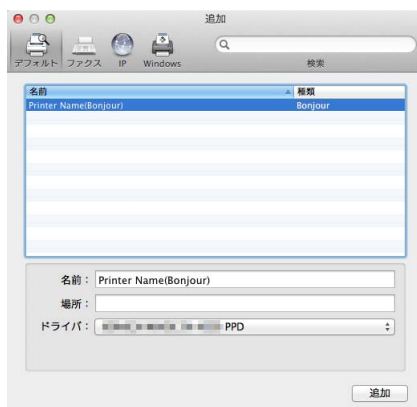 追加
デフォルト ファクス IP Windows 検索
名前 種類
Printer Name(Bonjour) Bonjour
名前： Printer Name(Bonjour)
場所：
ドライバ： PPD
追加